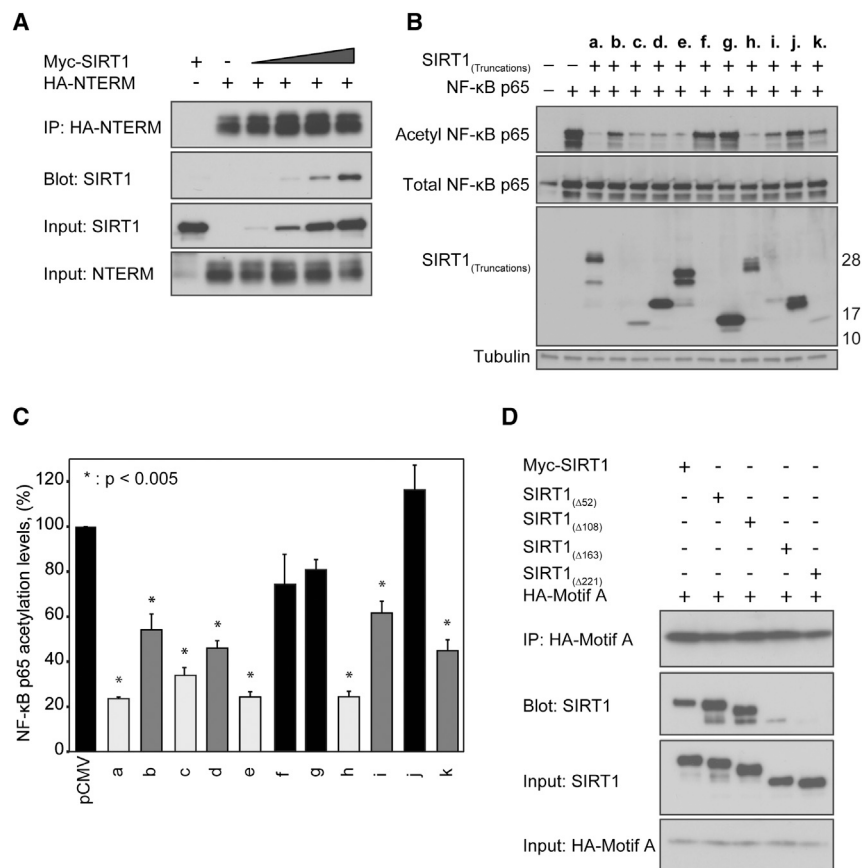 A
Myc-SIRT1 + -
HA-NTERM - + + + + +
IP: HA-NTERM
Blot: SIRT1
Input: SIRT1
Input: NTERM
B
a. b. c. d. e. f. g. h. i. j. k.
SIRT1(Truncations) – – + + + + + + + + + + +
NF-κB p65 – + + + + + + + + + + + +
Acetyl NF-κB p65
Total NF-κB p65
SIRT1(Truncations)
28
17
10
Tubulin
C
* : p < 0.005
NF-κB p65 acetylation levels, (%)
120
100
80
60
40
20
0
* * * * * * * *
pCMV a b c d e f g h i j k
D
Myc-SIRT1 + - - - -
SIRT1(Δ52) - + - - -
SIRT1(Δ108) - - + - -
SIRT1(Δ163) - - - + -
SIRT1(Δ221) - - - - +
HA-Motif A + + + + +
IP: HA-Motif A
Blot: SIRT1
Input: SIRT1
Input: HA-Motif A